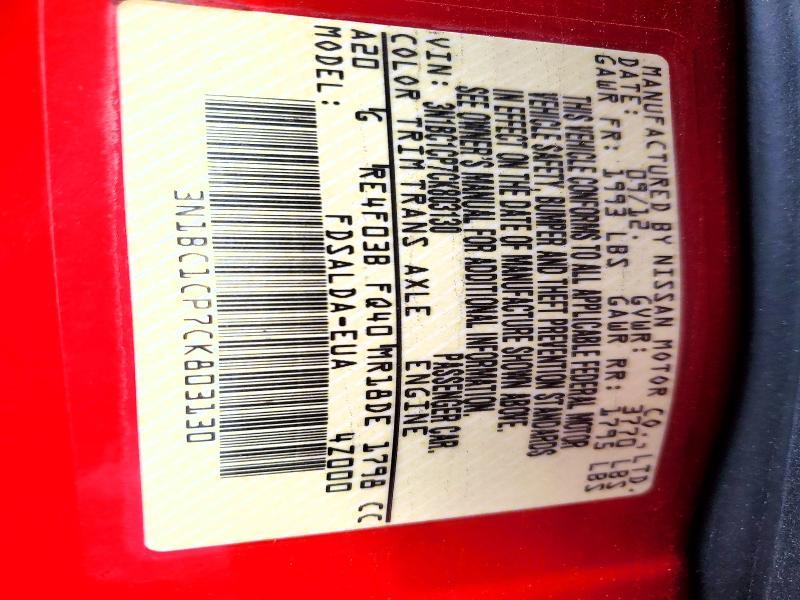 MANUFACTURED BY NISSAN MOTOR CO., LTD.
DATE: 09/12. GVWR: 3770 LBS
GAWR FR: 1993 LBS GAWR RR: 1795 LBS
THIS VEHICLE CONFORMS TO ALL APPLICABLE FEDERAL MOTOR
VEHICLE SAFETY, BUMPER AND THEFT PREVENTION STANDARDS
IN EFFECT ON THE DATE OF MANUFACTURE SHOWN ABOVE.
SEE OWNER'S MANUAL FOR ADDITIONAL INFORMATION.
VIN: 3N1BC1CP7CK803130 PASSENGER CAR.
COLOR TRIM TRANS AXLE ENGINE
A20 G RE4F03B FQ40 MR18DE 1798 CC
MODEL: FDSALDA-EUA 4Z000
3N1BC1CP7CK803130